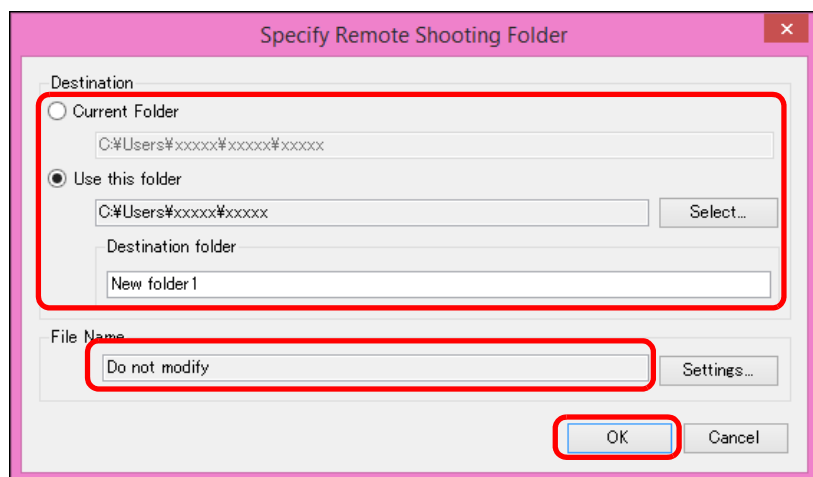 Specify Remote Shooting Folder
Destination
Current Folder
C:¥Users¥xxxxx¥xxxxx¥xxxxx
Use this folder
C:¥Users¥xxxxx¥xxxxx
Select...
Destination folder
New folder1
File Name
Do not modify
Settings...
OK
Cancel